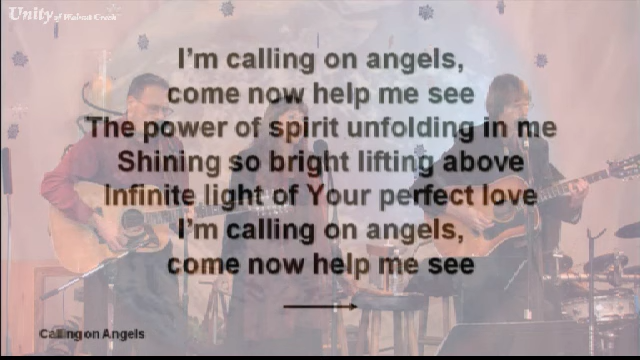 Unity of Walnut Creek
I'm calling on angels,
come now help me see
The power of spirit unfolding in me
Shining so bright lifting above
Infinite light of Your perfect love
I'm calling on angels,
come now help me see
Calling on Angels